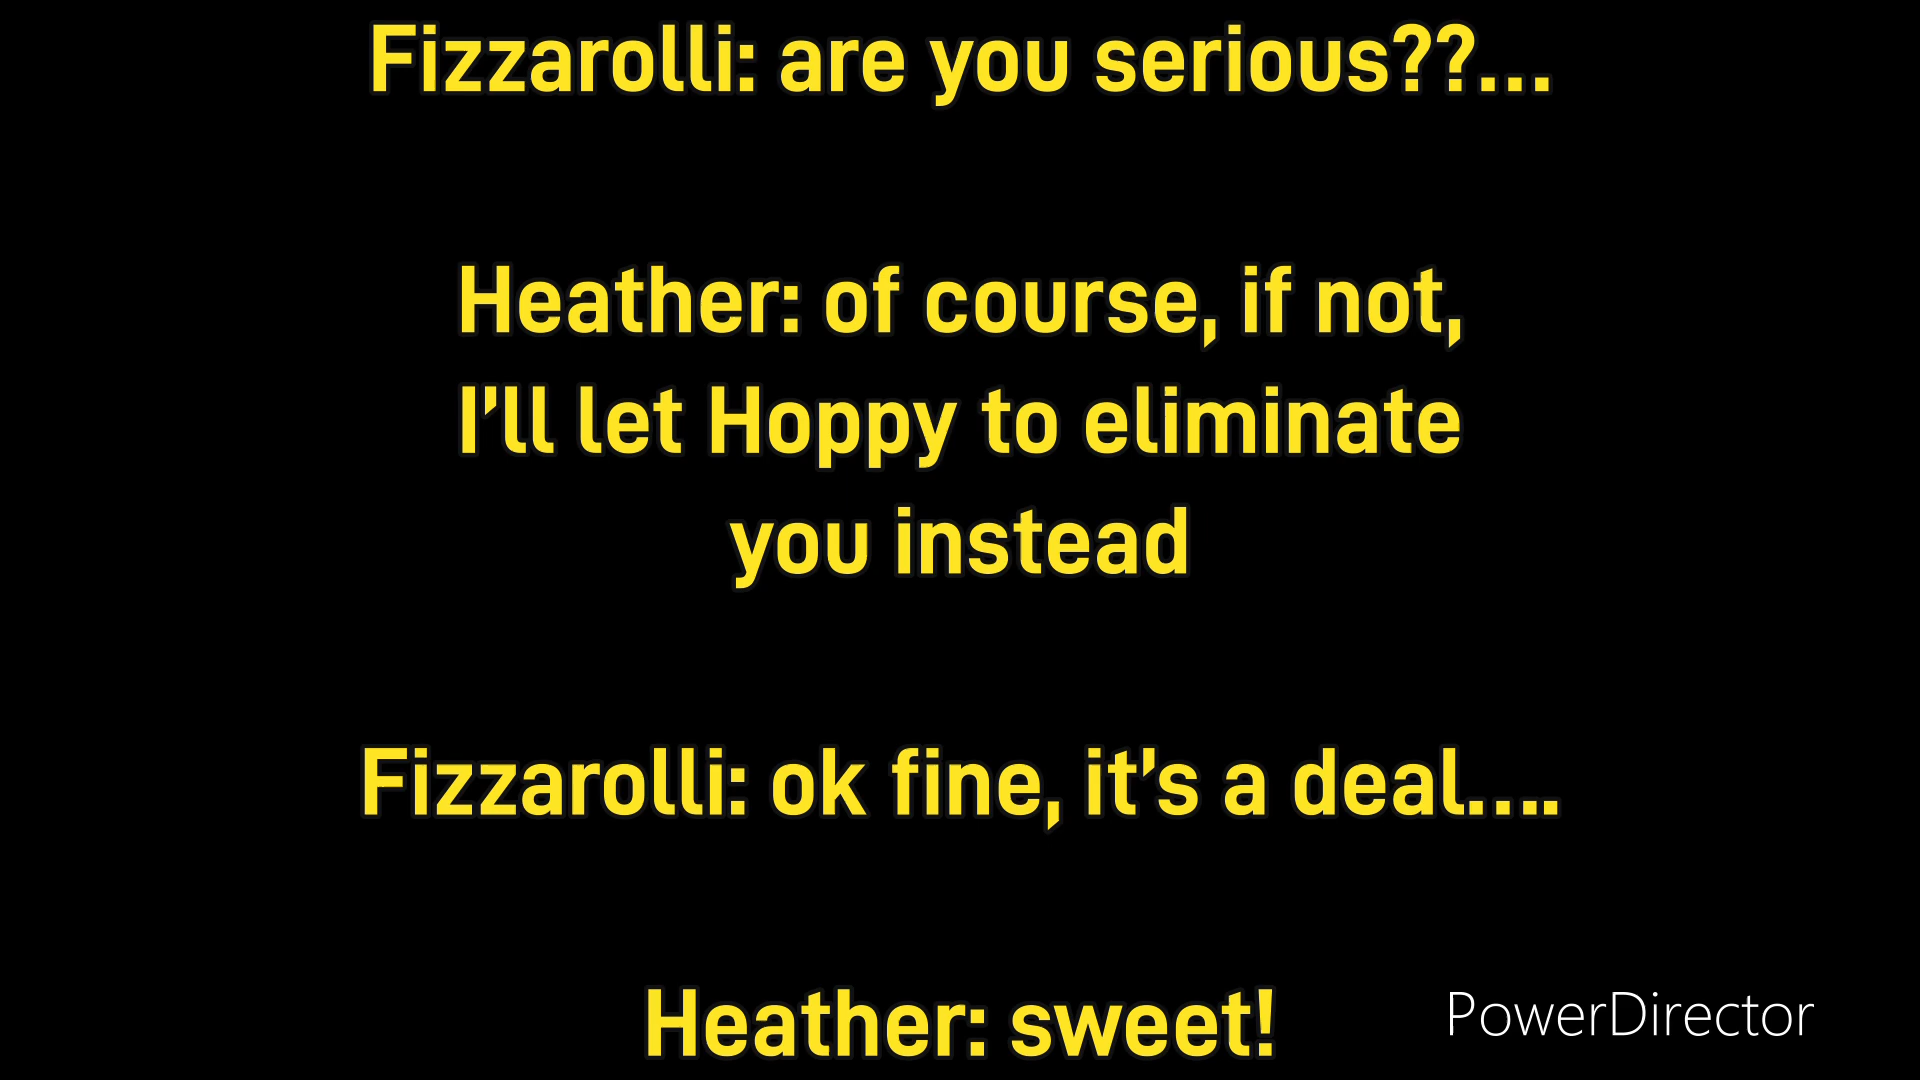 Fizzarolli: are you serious??...
Heather: of course, if not,
I’ll let Hoppy to eliminate
you instead
Fizzarolli: ok fine, it’s a deal....
Heather: sweet!
PowerDirector